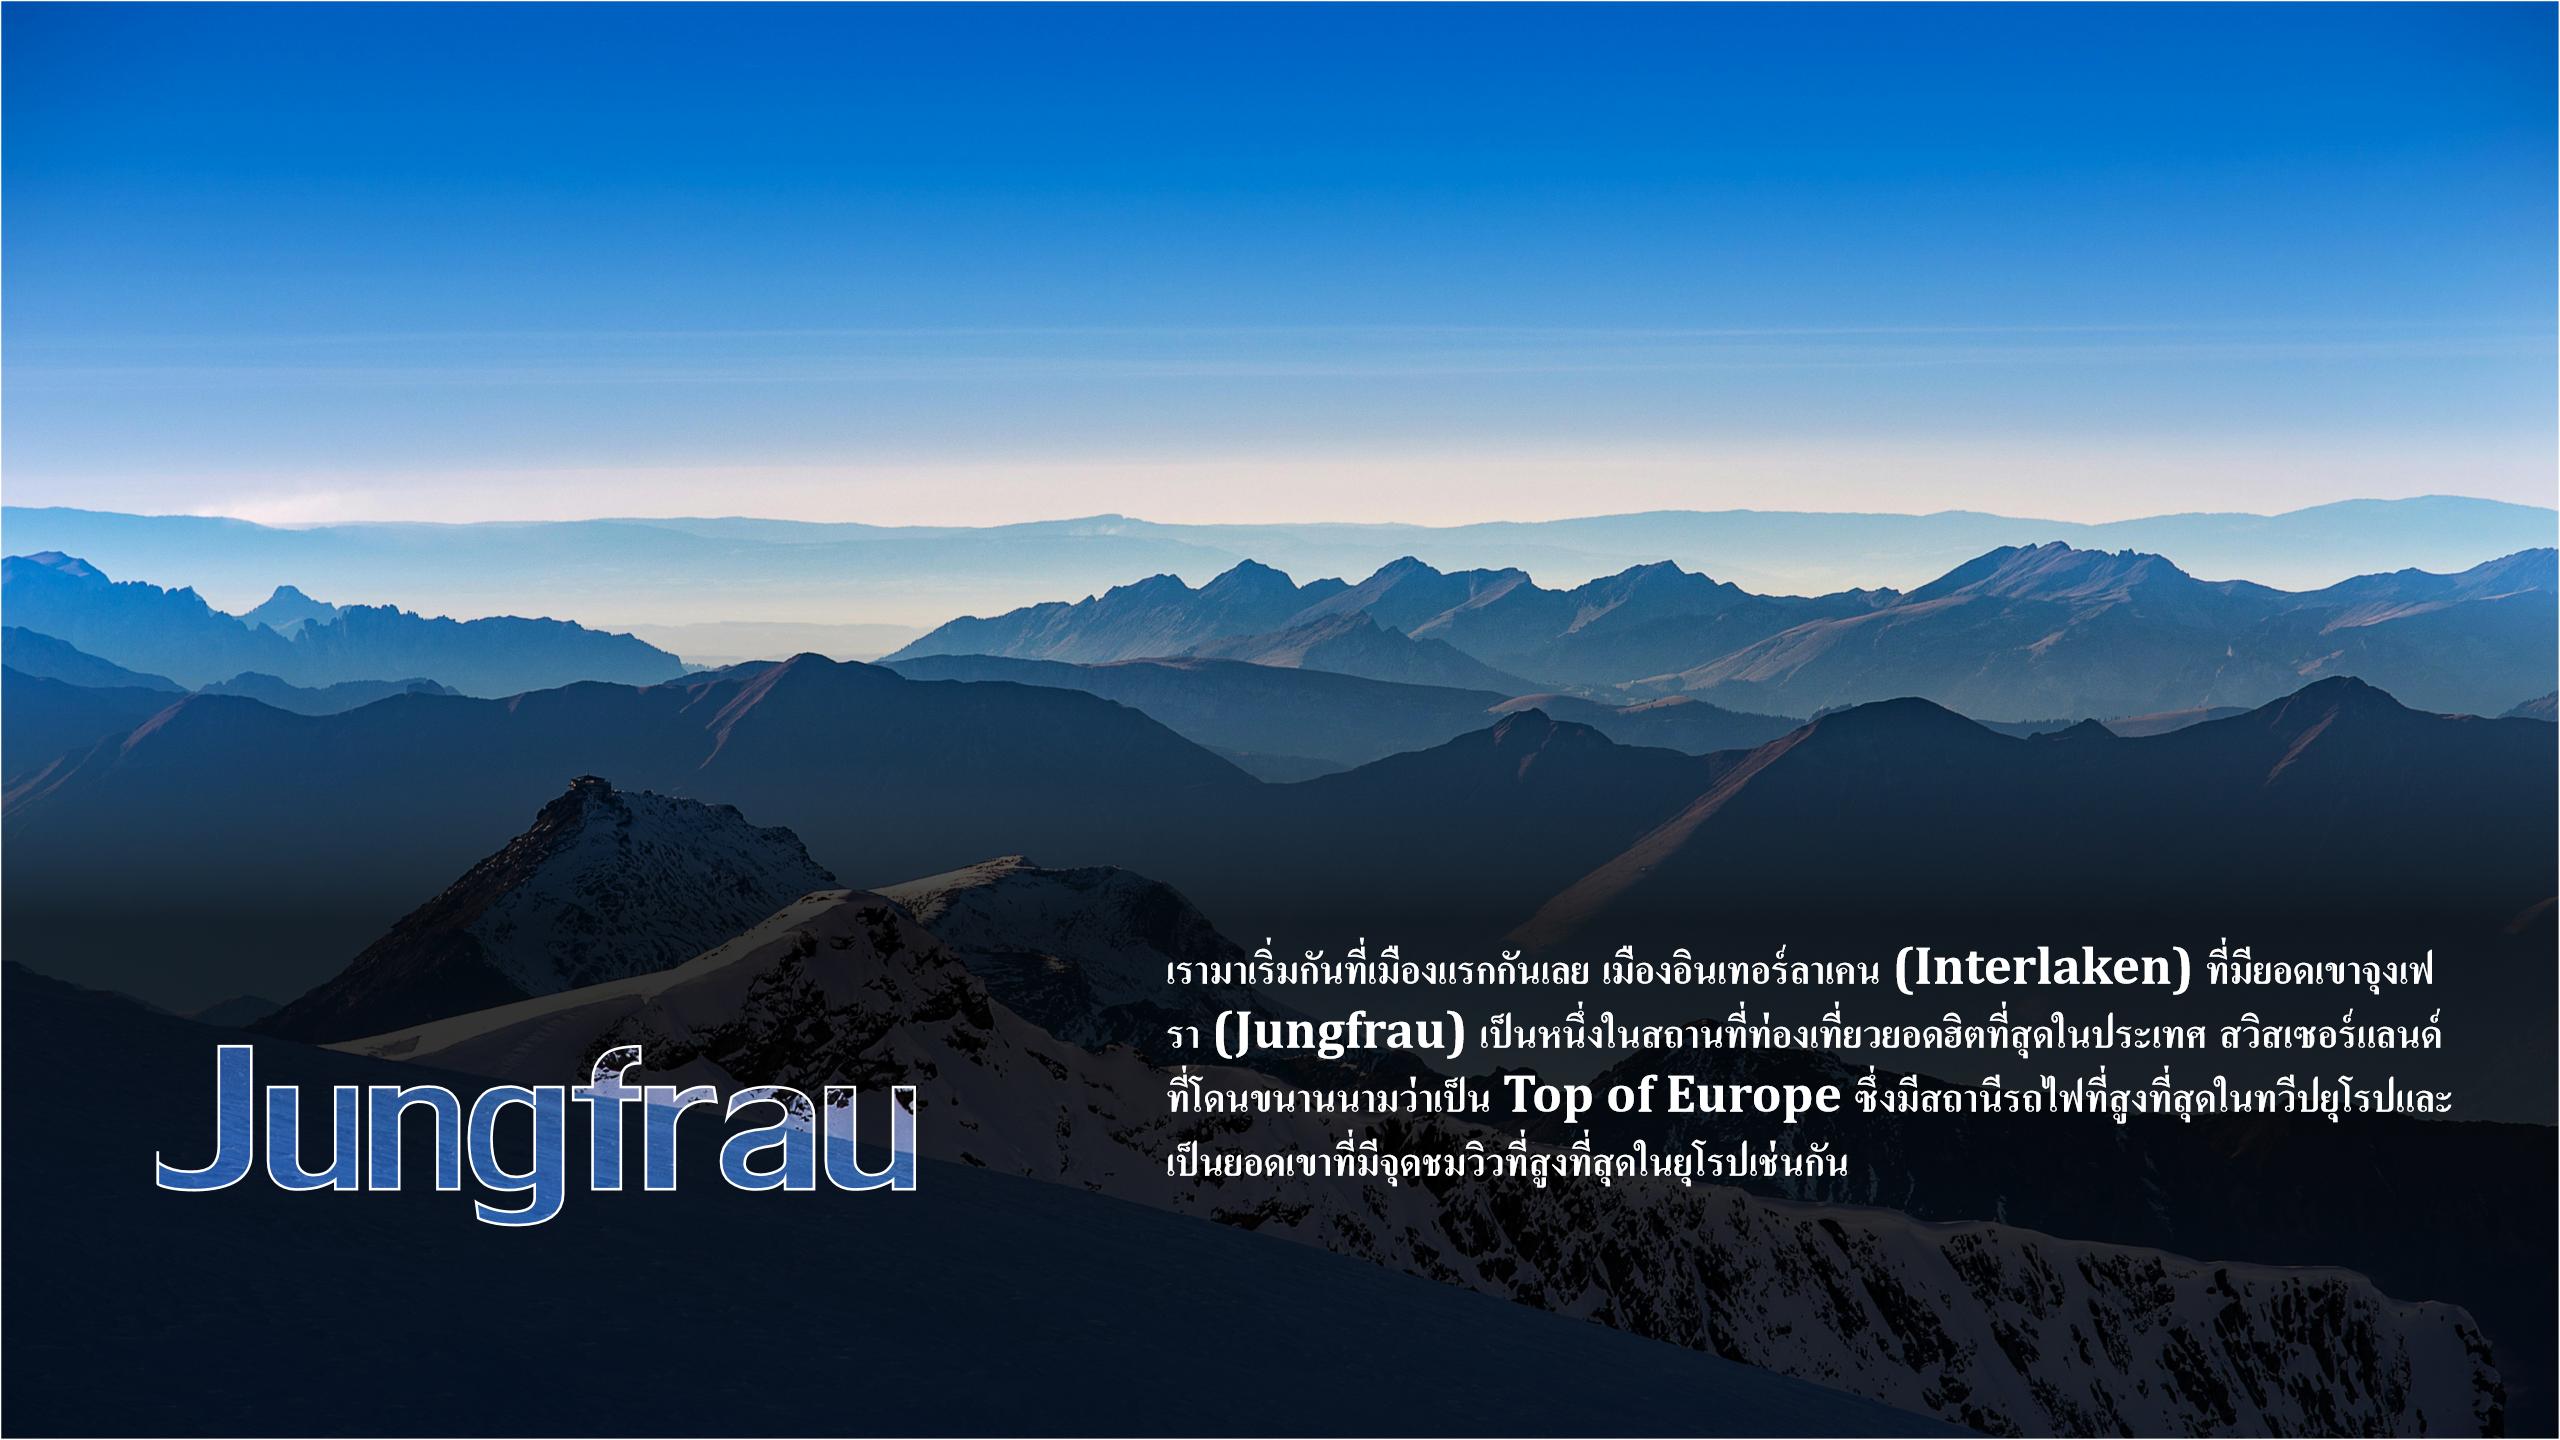 Jungfrau
เรามาเริ่มกันที่เมืองแรกกันเลย เมืองอินเทอร์ลาเคน (Interlaken) ที่มียอดเขาจุงเฟ
รา (Jungfrau) เป็นหนึ่งในสถานที่ท่องเที่ยวยอดฮิตที่สุดในประเทศ สวิสเซอร์แลนด์
ที่โดนขนานนามว่าเป็น Top of Europe ซึ่งมีสถานีรถไฟที่สูงที่สุดในทวีปยุโรปและ
เป็นยอดเขาที่มีจุดชมวิวที่สูงที่สุดในยุโรปเช่นกัน